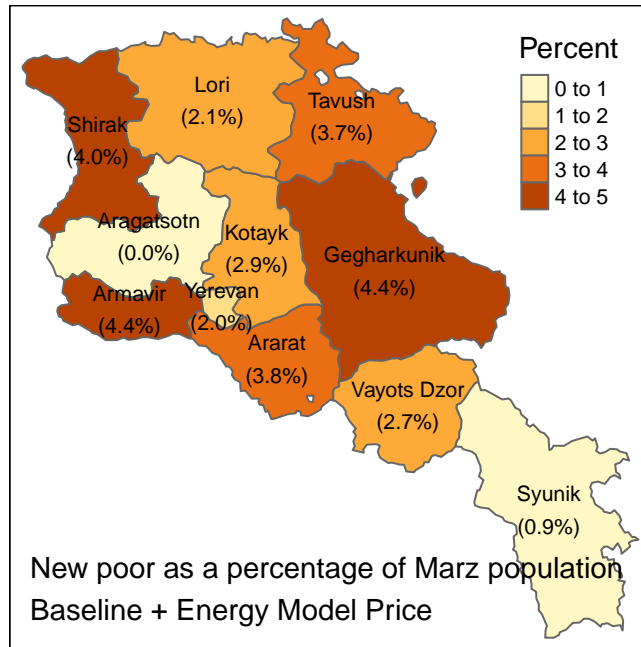 Percent
0 to 1
1 to 2
2 to 3
3 to 4
4 to 5
Lori
(2.1%)
Tavush
(3.7%)
Shirak
(4.0%)
Aragatsotn
(0.0%)
Kotayk
(2.9%)
Gegharkunik
(4.4%)
Armavir
(4.4%)
Yerevan
(2.0%)
Ararat
(3.8%)
Vayots Dzor
(2.7%)
Syunik
(0.9%)
New poor as a percentage of Marz population
Baseline + Energy Model Price